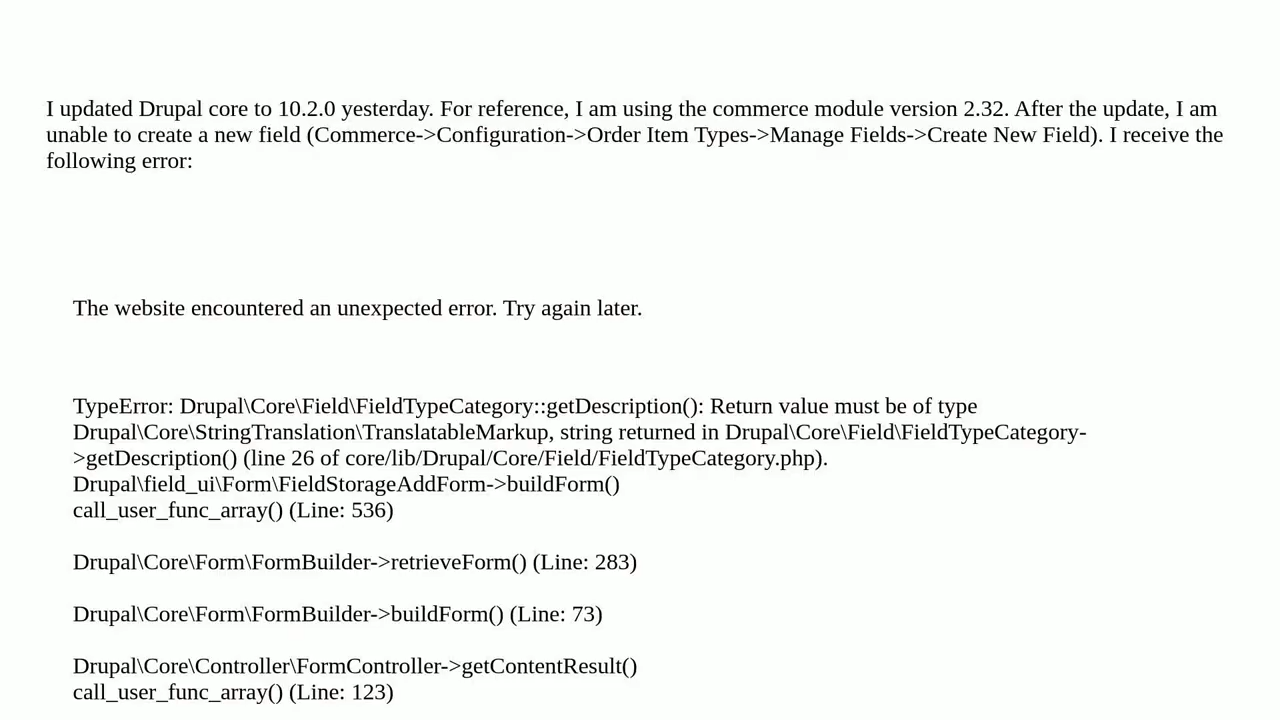 I updated Drupal core to 10.2.0 yesterday. For reference, I am using the commerce module version 2.32. After the update, I am
unable to create a new field (Commerce->Configuration->Order Item Types->Manage Fields->Create New Field). I receive the
following error:
The website encountered an unexpected error. Try again later.
TypeError: Drupal\Core\Field\FieldTypeCategory::getDescription(): Return value must be of type
Drupal\Core\StringTranslation\TranslatableMarkup, string returned in Drupal\Core\Field\FieldTypeCategory-
>getDescription() (line 26 of core/lib/Drupal/Core/Field/FieldTypeCategory.php).
Drupal\field_ui\Form\FieldStorageAddForm->buildForm()
call_user_func_array() (Line: 536)
Drupal\Core\Form\FormBuilder->retrieveForm() (Line: 283)
Drupal\Core\Form\FormBuilder->buildForm() (Line: 73)
Drupal\Core\Controller\FormController->getContentResult()
call_user_func_array() (Line: 123)